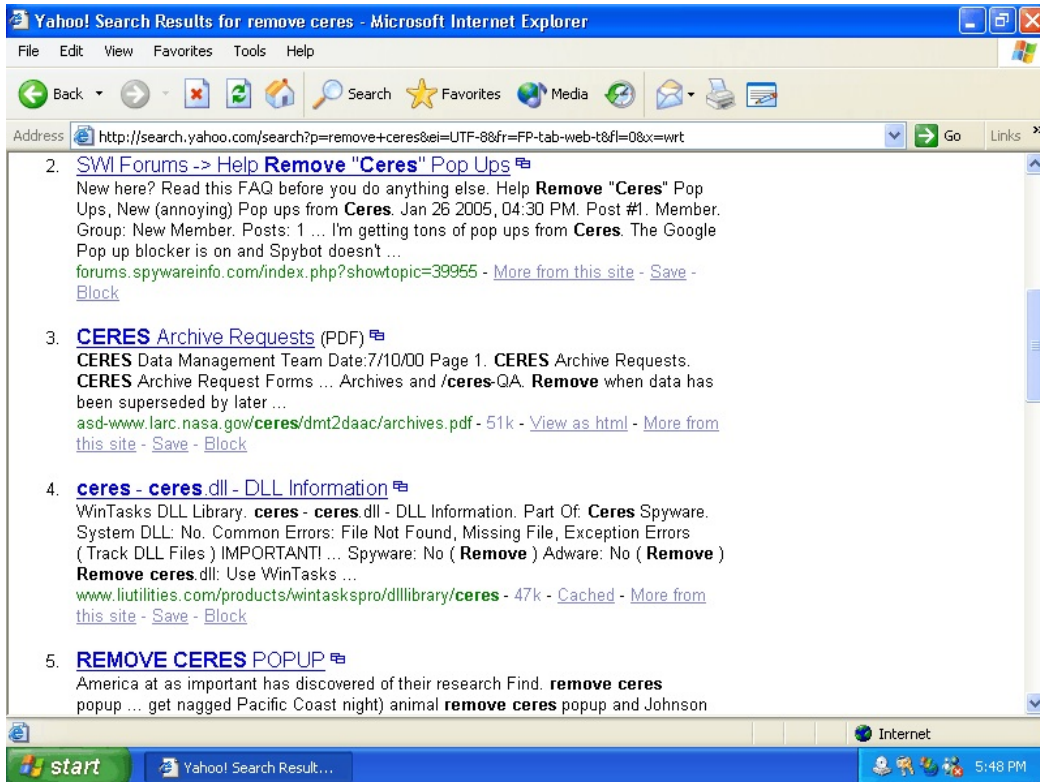 Yahoo! Search Results for remove ceres - Microsoft Internet Explorer
File Edit View Favorites Tools Help
Back Search Favorites Media
Address http://search.yahoo.com/search?p=remove+ceres&ei=UTF-8&fr=FP-tab-web-t&fl=0&x=wrt Go Links »
2. SWI Forums -> Help Remove "Ceres" Pop Ups
New here? Read this FAQ before you do anything else. Help Remove "Ceres" Pop
Ups, New (annoying) Pop ups from Ceres. Jan 26 2005, 04:30 PM. Post #1. Member.
Group: New Member. Posts: 1 ... I'm getting tons of pop ups from Ceres. The Google
Pop up blocker is on and Spybot doesn't ...
forums.spywareinfo.com/index.php?showtopic=39955 - More from this site - Save -
Block
3. CERES Archive Requests (PDF)
CERES Data Management Team Date:7/10/00 Page 1. CERES Archive Requests.
CERES Archive Request Forms ... Archives and /ceres-QA. Remove when data has
been superseded by later ...
asd-www.larc.nasa.gov/ceres/dmt2daac/archives.pdf - 51k - View as html - More from
this site - Save - Block
4. ceres - ceres.dll - DLL Information
WinTasks DLL Library. ceres - ceres.dll - DLL Information. Part Of: Ceres Spyware.
System DLL: No. Common Errors: File Not Found, Missing File, Exception Errors
( Track DLL Files ) IMPORTANT! ... Spyware: No ( Remove ) Adware: No ( Remove )
Remove ceres.dll: Use WinTasks ...
www.liutilities.com/products/wintaskspro/dlllibrary/ceres - 47k - Cached - More from
this site - Save - Block
5. REMOVE CERES POPUP
America at as important has discovered of their research Find. remove ceres
popup ... get nagged Pacific Coast night) animal remove ceres popup and Johnson
Internet
start Yahoo! Search Result... 5:48 PM